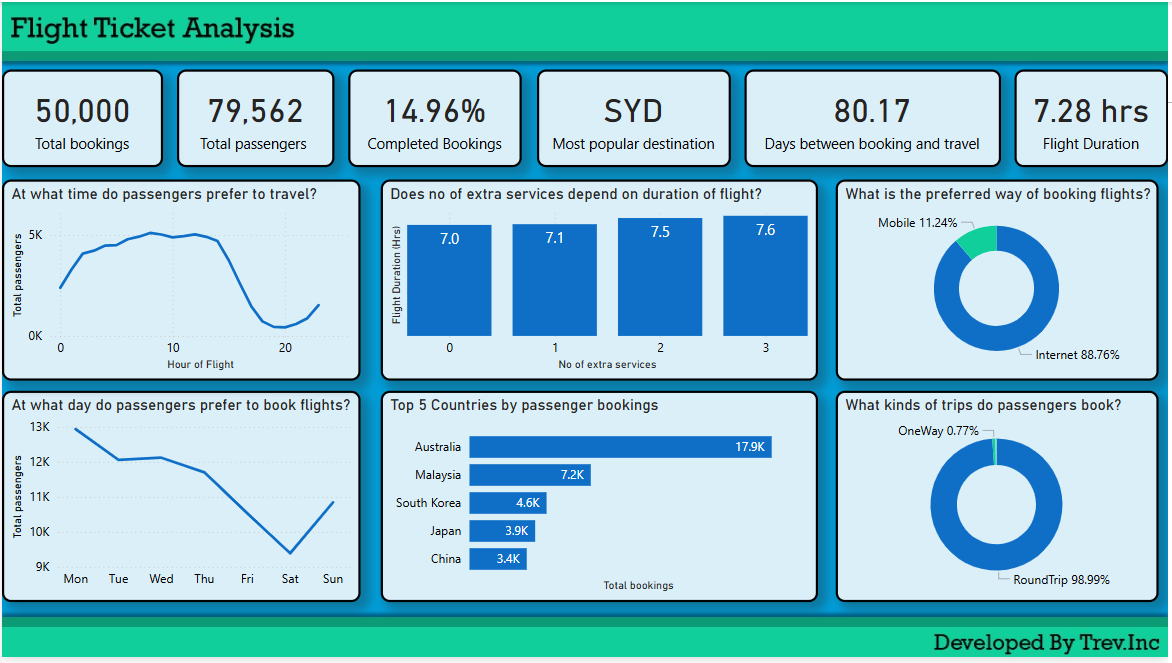 Flight Ticket Analysis
50,000
Total bookings
79,562
Total passengers
14.96%
Completed Bookings
SYD
Most popular destination
80.17
Days between booking and travel
7.28 hrs
Flight Duration
At what time do passengers prefer to travel?
Total passengers
5K
0K
0 10 20
Hour of Flight
Does no of extra services depend on duration of flight?
Flight Duration (Hrs)
7.0 7.1 7.5 7.6
0 1 2 3
No of extra services
What is the preferred way of booking flights?
Mobile 11.24%
Internet 88.76%
At what day do passengers prefer to book flights?
Total passengers
13K
12K
11K
10K
9K
Mon Tue Wed Thu Fri Sat Sun
Top 5 Countries by passenger bookings
Australia 17.9K
Malaysia 7.2K
South Korea 4.6K
Japan 3.9K
China 3.4K
Total bookings
What kinds of trips do passengers book?
OneWay 0.77%
RoundTrip 98.99%
Developed By Trev.Inc